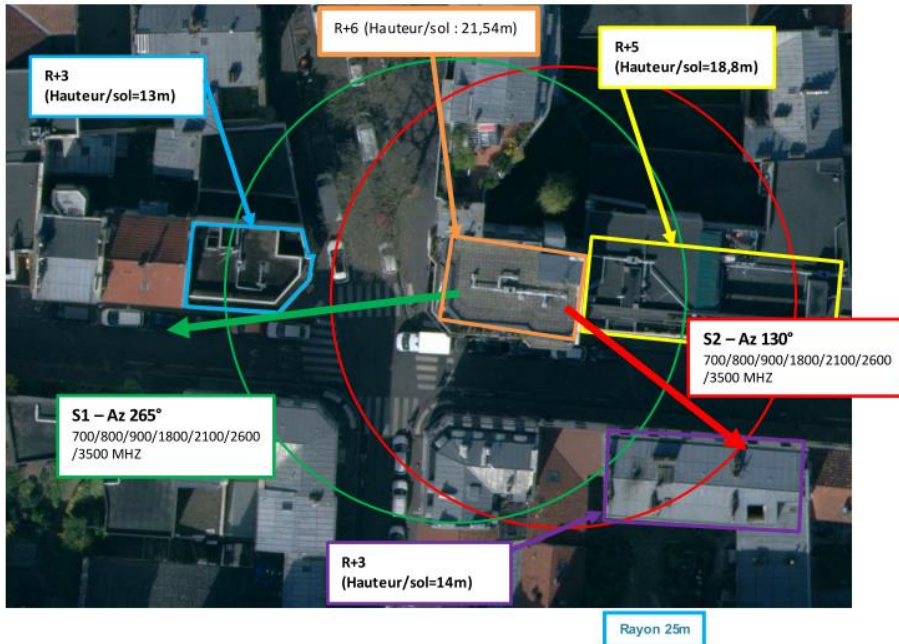 R+6 (Hauteur/sol : 21,54m)
R+3
(Hauteur/sol=13m)
R+5
(Hauteur/sol=18,8m)
S2 – Az 130°
700/800/900/1800/2100/2600
/3500 MHZ
S1 – Az 265°
700/800/900/1800/2100/2600
/3500 MHZ
R+3
(Hauteur/sol=14m)
Rayon 25m